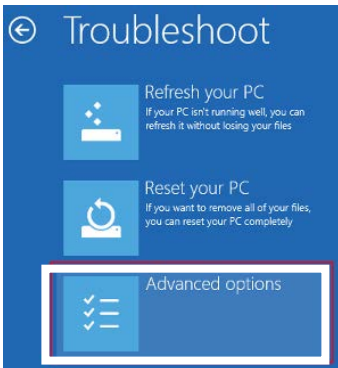 Troubleshoot
Refresh your PC
If your PC isn't running well, you can
refresh it without losing your files
Reset your PC
If you want to remove all of your files,
you can reset your PC completely
Advanced options